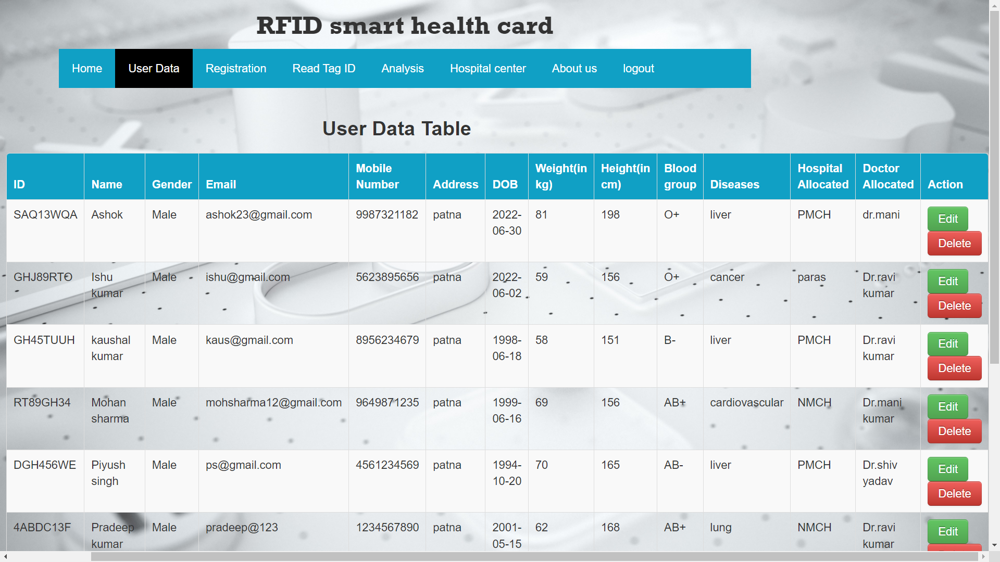 RFID smart health card
Home User Data Registration Read Tag ID Analysis Hospital center About us logout
User Data Table
ID Name Gender Email Mobile Number Address DOB Weight(in kg) Height(in cm) Blood group Diseases Hospital Allocated Doctor Allocated Action
SAQ13WQA Ashok Male ashok23@gmail.com 9987321182 patna 2022-06-30 81 198 O+ liver PMCH dr.mani Edit
Delete
GHJ89RTO Ishu kumar Male ishu@gmail.com 5623895656 patna 2022-06-02 59 156 O+ cancer paras Dr.ravi kumar Edit
Delete
GH45TUUH kaushal kumar Male kaus@gmail.com 8956234679 patna 1998-06-18 58 151 B- liver PMCH Dr.ravi kumar Edit
Delete
RT89GH34 Mohan sharma Male mohsharma12@gmail.com 9649871235 patna 1999-06-16 69 156 AB+ cardiovascular NMCH Dr.mani kumar Edit
Delete
DGH456WE Piyush singh Male ps@gmail.com 4561234569 patna 1994-10-20 70 165 AB- liver PMCH Dr.shiv yadav Edit
Delete
4ABDC13F Pradeep kumar Male pradeep@123 1234567890 patna 2001-05-15 62 168 AB+ lung NMCH Dr.ravi kumar Edit